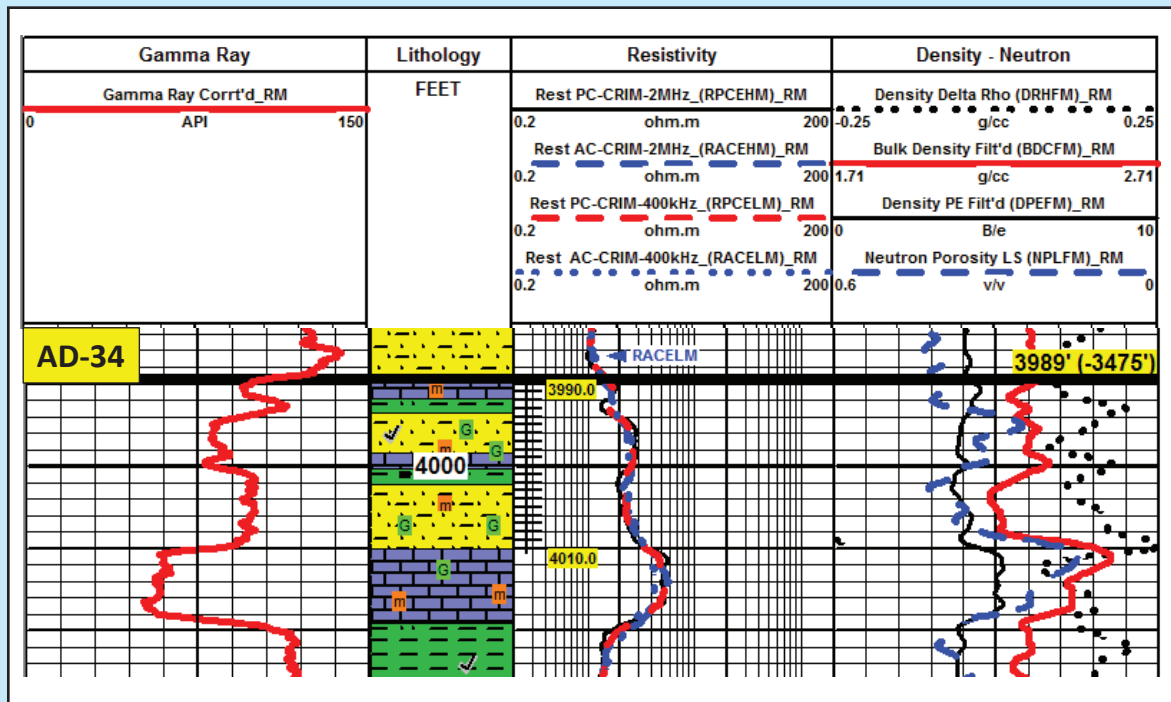 Gamma Ray
Lithology
Resistivity
Density - Neutron
Gamma Ray Corrt'd_RM
0 API 150
FEET
Rest PC-CRIM-2MHz_(RPCEHM)_RM
0.2 ohm.m 200
Rest AC-CRIM-2MHz_(RACEHM)_RM
0.2 ohm.m 200
Rest PC-CRIM-400kHz_(RPCELM)_RM
0.2 ohm.m 200
Rest AC-CRIM-400kHz_(RACELM)_RM
0.2 ohm.m 200
Density Delta Rho (DRHFM)_RM
-0.25 g/cc 0.25
Bulk Density Filt'd (BDCFM)_RM
1.71 g/cc 2.71
Density PE Filt'd (DPEFM)_RM
0 B/e 10
Neutron Porosity LS (NPLFM)_RM
0.6 v/v 0
AD-34
RACELM
3989' (-3475')
m
3990.0
G
m
G
4000
m
G
G
4010.0
G
m
m